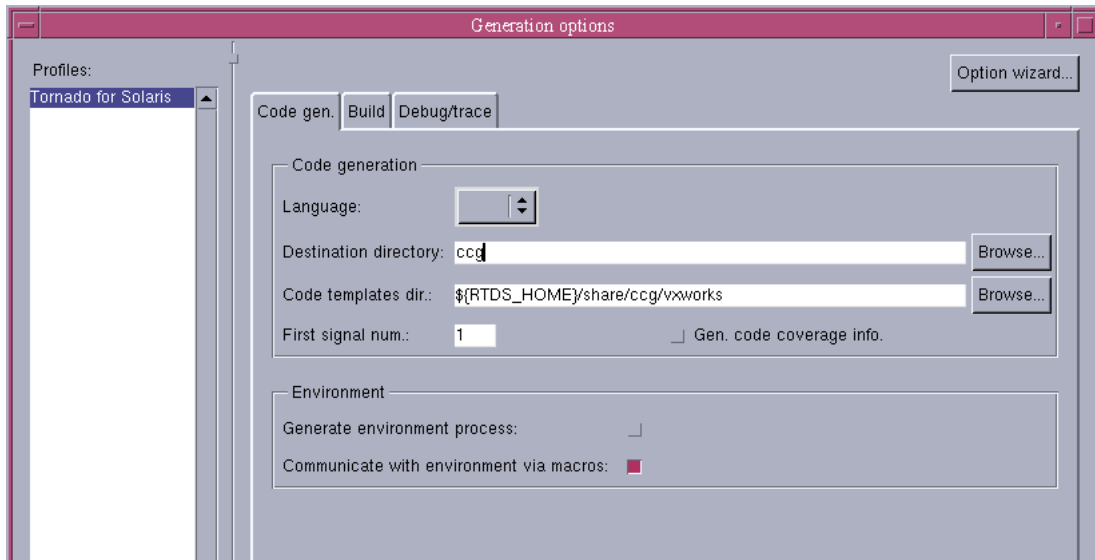 Generation options
Profiles:
Tornado for Solaris
Option wizard...
Code gen. Build Debug/trace
Code generation
Language:
Destination directory: ccg Browse...
Code templates dir.: ${RTDS_HOME}/share/ccg/vxworks Browse...
First signal num.: 1 Gen. code coverage info.
Environment
Generate environment process:
Communicate with environment via macros: